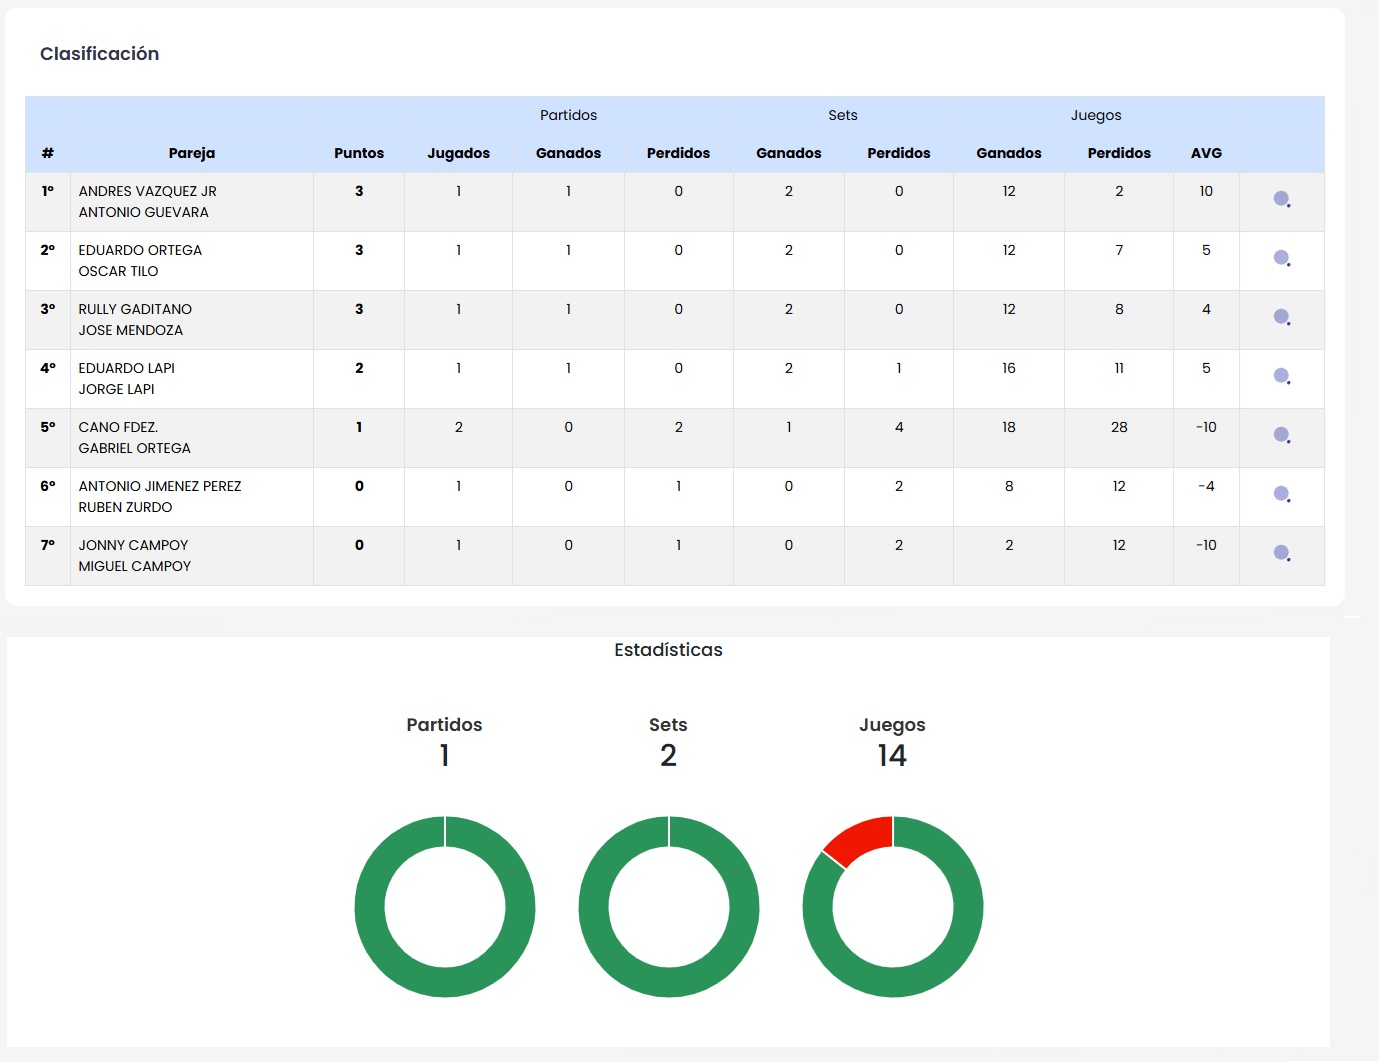 Clasificación
Partidos Sets Juegos
# Pareja Puntos Jugados Ganados Perdidos Ganados Perdidos Ganados Perdidos AVG
1º ANDRES VAZQUEZ JR 3 1 1 0 2 0 12 2 10
ANTONIO GUEVARA
2º EDUARDO ORTEGA 3 1 1 0 2 0 12 7 5
OSCAR TILO
3º RULLY GADITANO 3 1 1 0 2 0 12 8 4
JOSE MENDOZA
4º EDUARDO LAPI 2 1 1 0 2 1 16 11 5
JORGE LAPI
5º CANO FDEZ. 1 2 0 2 1 4 18 28 -10
GABRIEL ORTEGA
6º ANTONIO JIMENEZ PEREZ 0 1 0 1 0 2 8 12 -4
RUBEN ZURDO
7º JONNY CAMPOY 0 1 0 1 0 2 2 12 -10
MIGUEL CAMPOY
Estadísticas
Partidos Sets Juegos
1 2 14